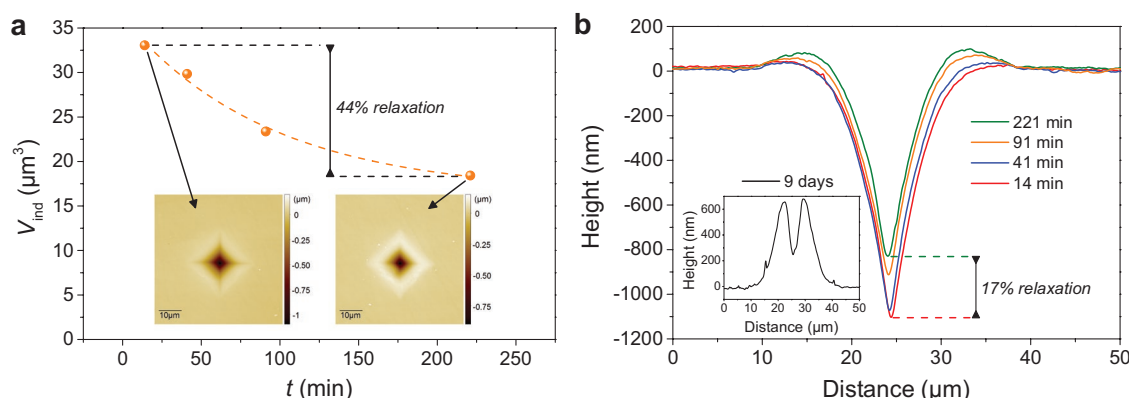 a
35
30
25
20
15
10
5
0
V_ind (μm³)
0 50 100 150 200 250
t (min)
44% relaxation
(μm)
0
-0.25
-0.5
-0.75
-1
10μm
(μm)
0
-0.25
-0.5
-0.75
10μm
b
0
-200
-400
-600
-800
-1000
-1200
Height (nm)
0 10 20 30 40 50
Distance (μm)
221 min
91 min
41 min
14 min
17% relaxation
9 days
600
400
200
0
Height (nm)
0 10 20 30 40 50
Distance (μm)